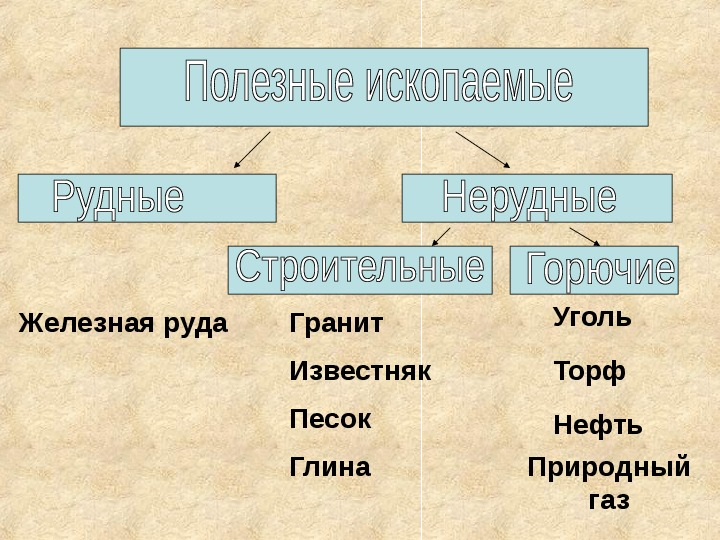 Полезные ископаемые
Рудные
Нерудные
Строительные
Горючие
Железная руда
Гранит
Известняк
Песок
Глина
Уголь
Торф
Нефть
Природный
газ